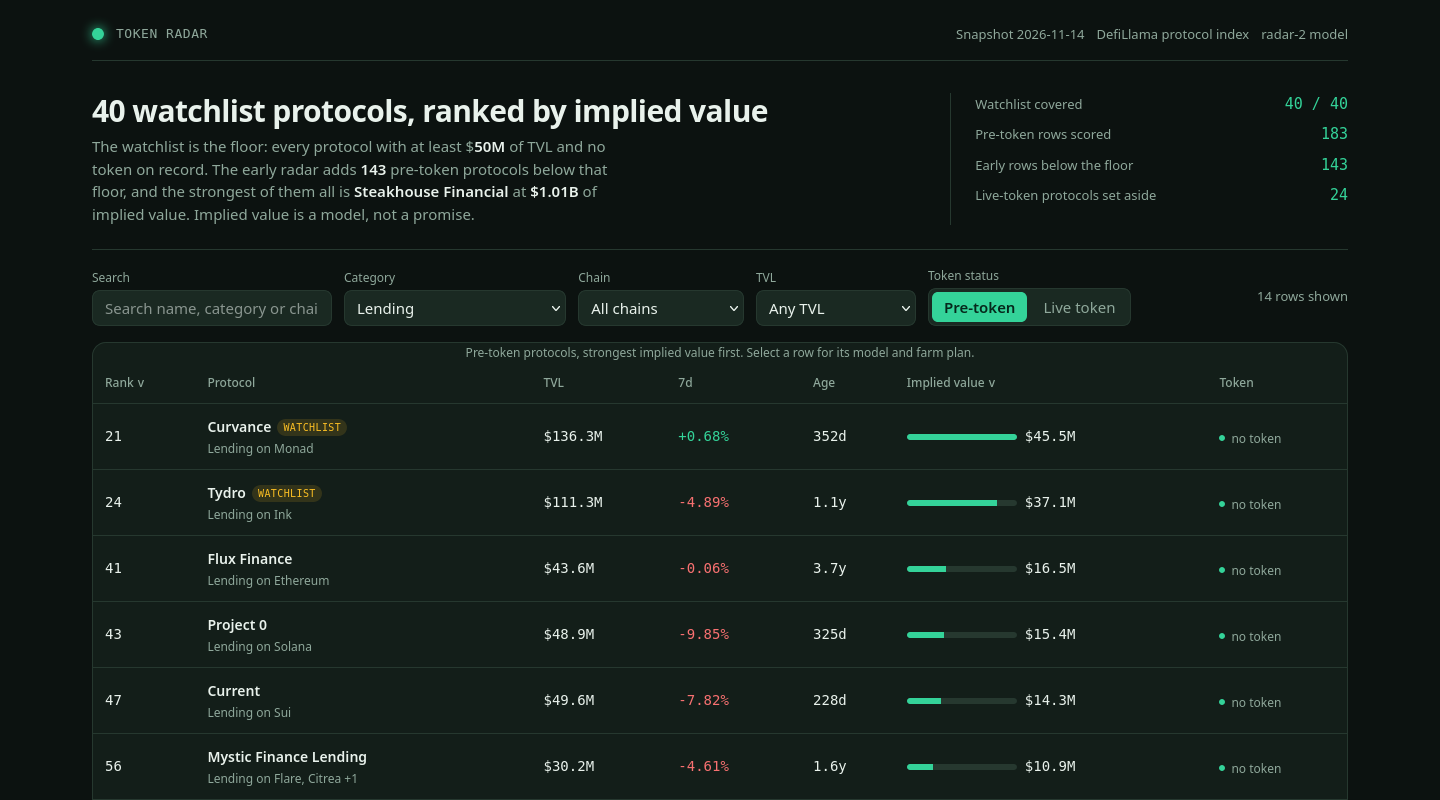 TOKEN RADAR
Snapshot 2026-11-14 DefiLlama protocol index radar-2 model
40 watchlist protocols, ranked by implied value
The watchlist is the floor: every protocol with at least $50M of TVL and no
token on record. The early radar adds 143 pre-token protocols below that
floor, and the strongest of them all is Steakhouse Financial at $1.01B of
implied value. Implied value is a model, not a promise.
Watchlist covered 40 / 40
Pre-token rows scored 183
Early rows below the floor 143
Live-token protocols set aside 24
Search Category Chain TVL Token status
Search name, category or chai Lending All chains Any TVL Pre-token Live token 14 rows shown
Pre-token protocols, strongest implied value first. Select a row for its model and farm plan.
Rank v Protocol TVL 7d Age Implied value v Token
21 Curvance WATCHLIST $136.3M +0.68% 352d $45.5M no token
Lending on Monad
24 Tydro WATCHLIST $111.3M -4.89% 1.1y $37.1M no token
Lending on Ink
41 Flux Finance $43.6M -0.06% 3.7y $16.5M no token
Lending on Ethereum
43 Project 0 $48.9M -9.85% 325d $15.4M no token
Lending on Solana
47 Current $49.6M -7.82% 228d $14.3M no token
Lending on Sui
56 Mystic Finance Lending $30.2M -4.61% 1.6y $10.9M no token
Lending on Flare, Citrea +1